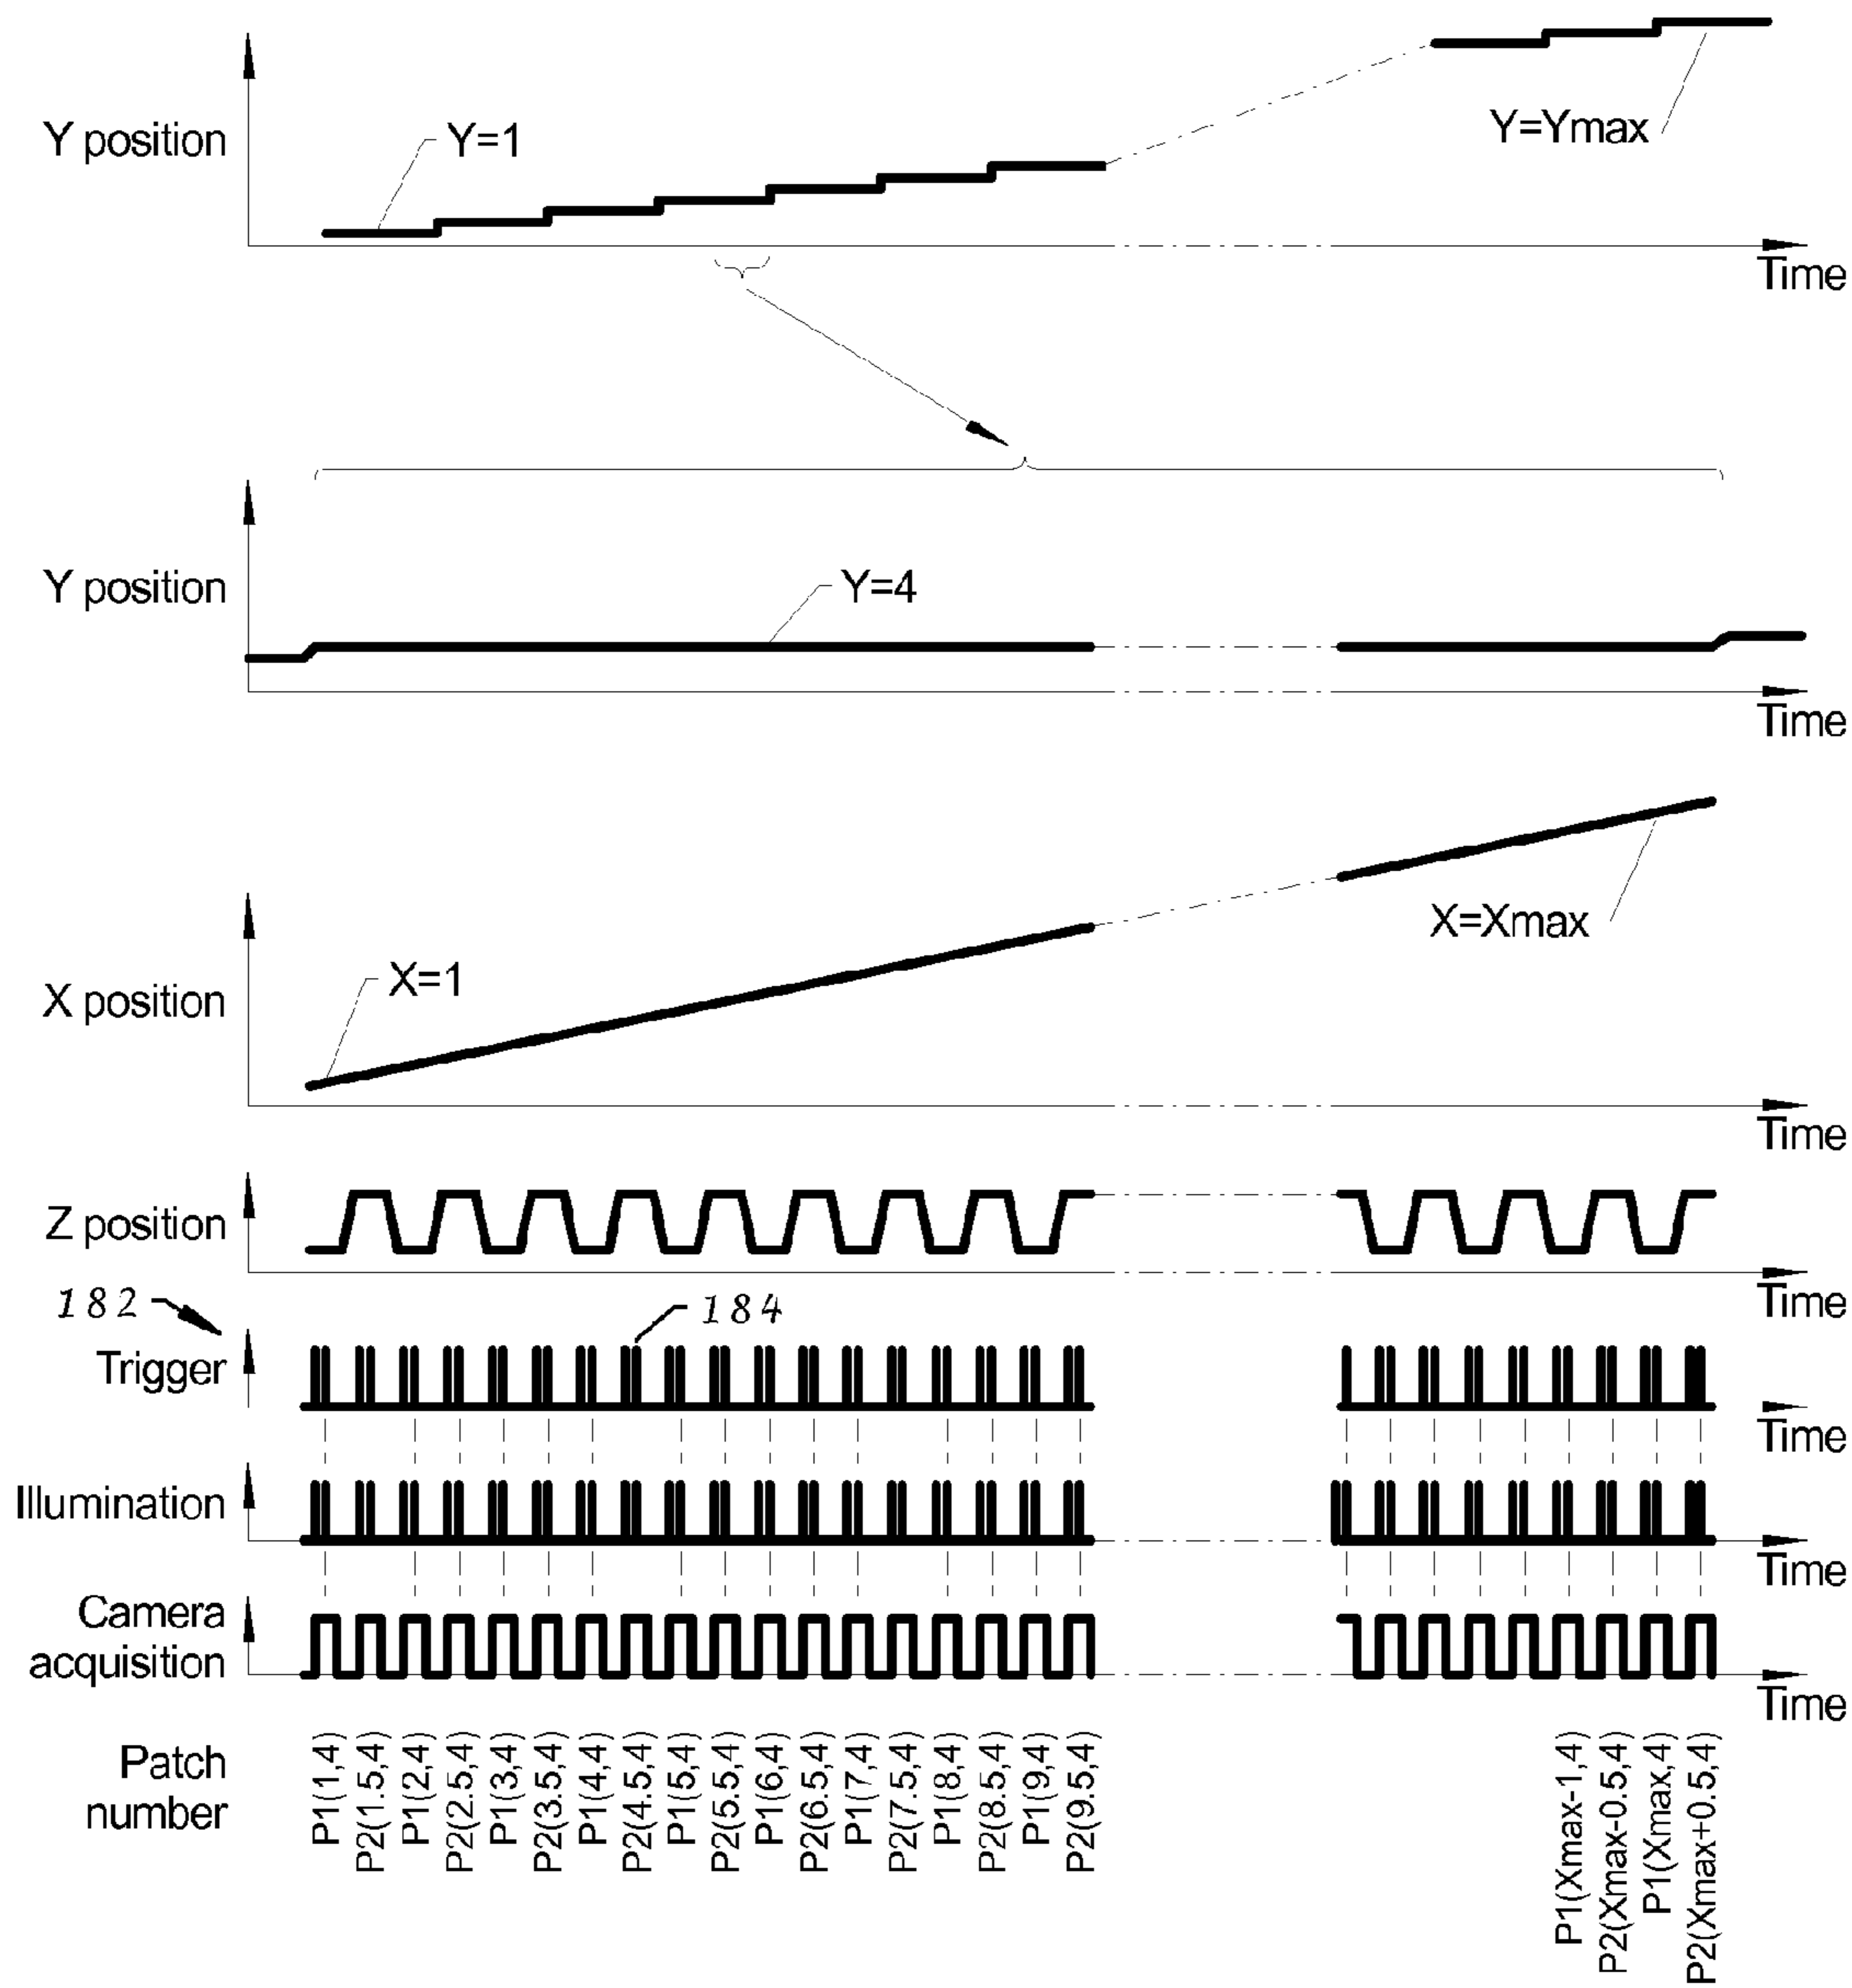 Y position
Y=1
Y=Ymax
Time
Y position
Y=4
Time
X position
X=1
X=Xmax
Time
Z position
Time
182
184
Trigger
Time
Illumination
Time
Camera
acquisition
Time
Patch
number
P1(1,4)
P2(1.5,4)
P1(2,4)
P2(2.5,4)
P1(3,4)
P2(3.5,4)
P1(4,4)
P2(4.5,4)
P1(5,4)
P2(5.5,4)
P1(6,4)
P2(6.5,4)
P1(7,4)
P2(7.5,4)
P1(8,4)
P2(8.5,4)
P1(9,4)
P2(9.5,4)
P1(Xmax-1,4)
P2(Xmax-0.5,4)
P1(Xmax,4)
P2(Xmax+0.5,4)